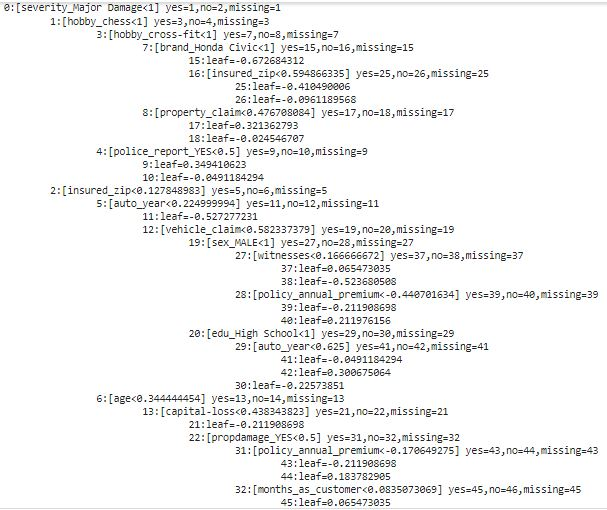 0:[severity_Major Damage<1] yes=1,no=2,missing=1
1:[hobby_chess<1] yes=3,no=4,missing=3
3:[hobby_cross-fit<1] yes=7,no=8,missing=7
7:[brand_Honda Civic<1] yes=15,no=16,missing=15
15:leaf=-0.672684312
16:[insured_zip<0.594866335] yes=25,no=26,missing=25
25:leaf=-0.410490006
26:leaf=-0.0961189568
8:[property_claim<0.476708084] yes=17,no=18,missing=17
17:leaf=0.321362793
18:leaf=-0.024546707
4:[police_report_YES<0.5] yes=9,no=10,missing=9
9:leaf=0.349410623
10:leaf=-0.0491184294
2:[insured_zip<0.127848983] yes=5,no=6,missing=5
5:[auto_year<0.224999994] yes=11,no=12,missing=11
11:leaf=-0.527277231
12:[vehicle_claim<0.582337379] yes=19,no=20,missing=19
19:[sex_MALE<1] yes=27,no=28,missing=27
27:[witnesses<0.166666672] yes=37,no=38,missing=37
37:leaf=0.065473035
38:leaf=-0.523680508
28:[policy_annual_premium<-0.440701634] yes=39,no=40,missing=39
39:leaf=-0.211908698
40:leaf=0.211976156
20:[edu_High School<1] yes=29,no=30,missing=29
29:[auto_year<0.625] yes=41,no=42,missing=41
41:leaf=-0.0491184294
42:leaf=0.300675064
30:leaf=-0.22573851
6:[age<0.344444454] yes=13,no=14,missing=13
13:[capital-loss<0.438343823] yes=21,no=22,missing=21
21:leaf=-0.211908698
22:[propdamage_YES<0.5] yes=31,no=32,missing=32
31:[policy_annual_premium<-0.170649275] yes=43,no=44,missing=43
43:leaf=-0.211908698
44:leaf=0.183782905
32:[months_as_customer<0.0835073069] yes=45,no=46,missing=45
45:leaf=0.065473035